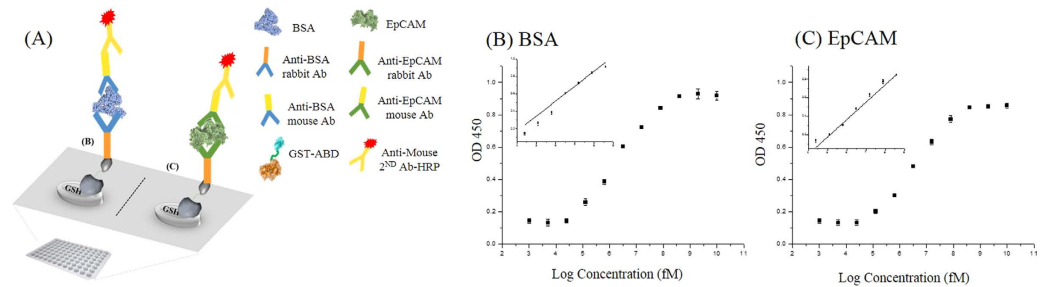 (A)
BSA
EpCAM
Anti-BSA
rabbit Ab
Anti-EpCAM
rabbit Ab
Anti-BSA
mouse Ab
Anti-EpCAM
mouse Ab
GST-ABD
Anti-Mouse
2ND Ab-HRP
(B)
(C)
GSH
GSH
(B) BSA
OD 450
1.0
0.8
0.6
0.4
0.2
0.0
2 3 4 5 6 7 8 9 10 11
Log Concentration (fM)
(C) EpCAM
OD 450
1.0
0.8
0.6
0.4
0.2
0.0
2 3 4 5 6 7 8 9 10 11
Log Concentration (fM)